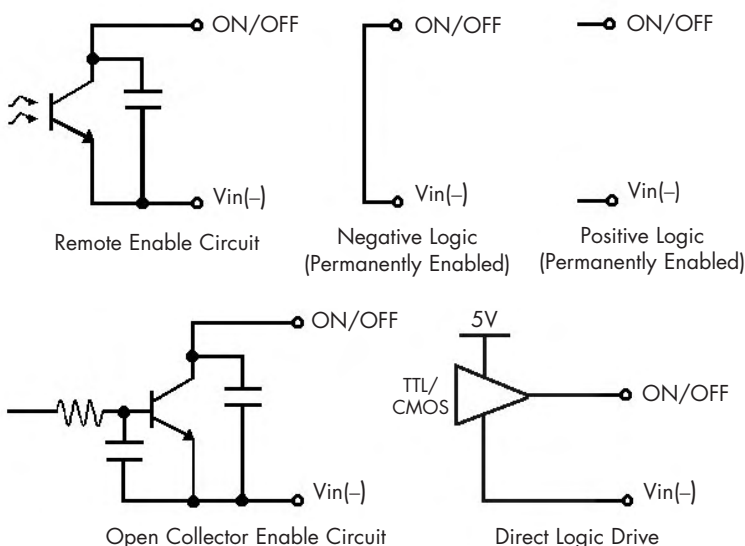 ON/OFF
Vin(–)
Remote Enable Circuit
ON/OFF
Vin(–)
Negative Logic
(Permanently Enabled)
ON/OFF
Vin(–)
Positive Logic
(Permanently Enabled)
ON/OFF
Vin(–)
Open Collector Enable Circuit
5V
TTL/
CMOS
ON/OFF
Vin(–)
Direct Logic Drive